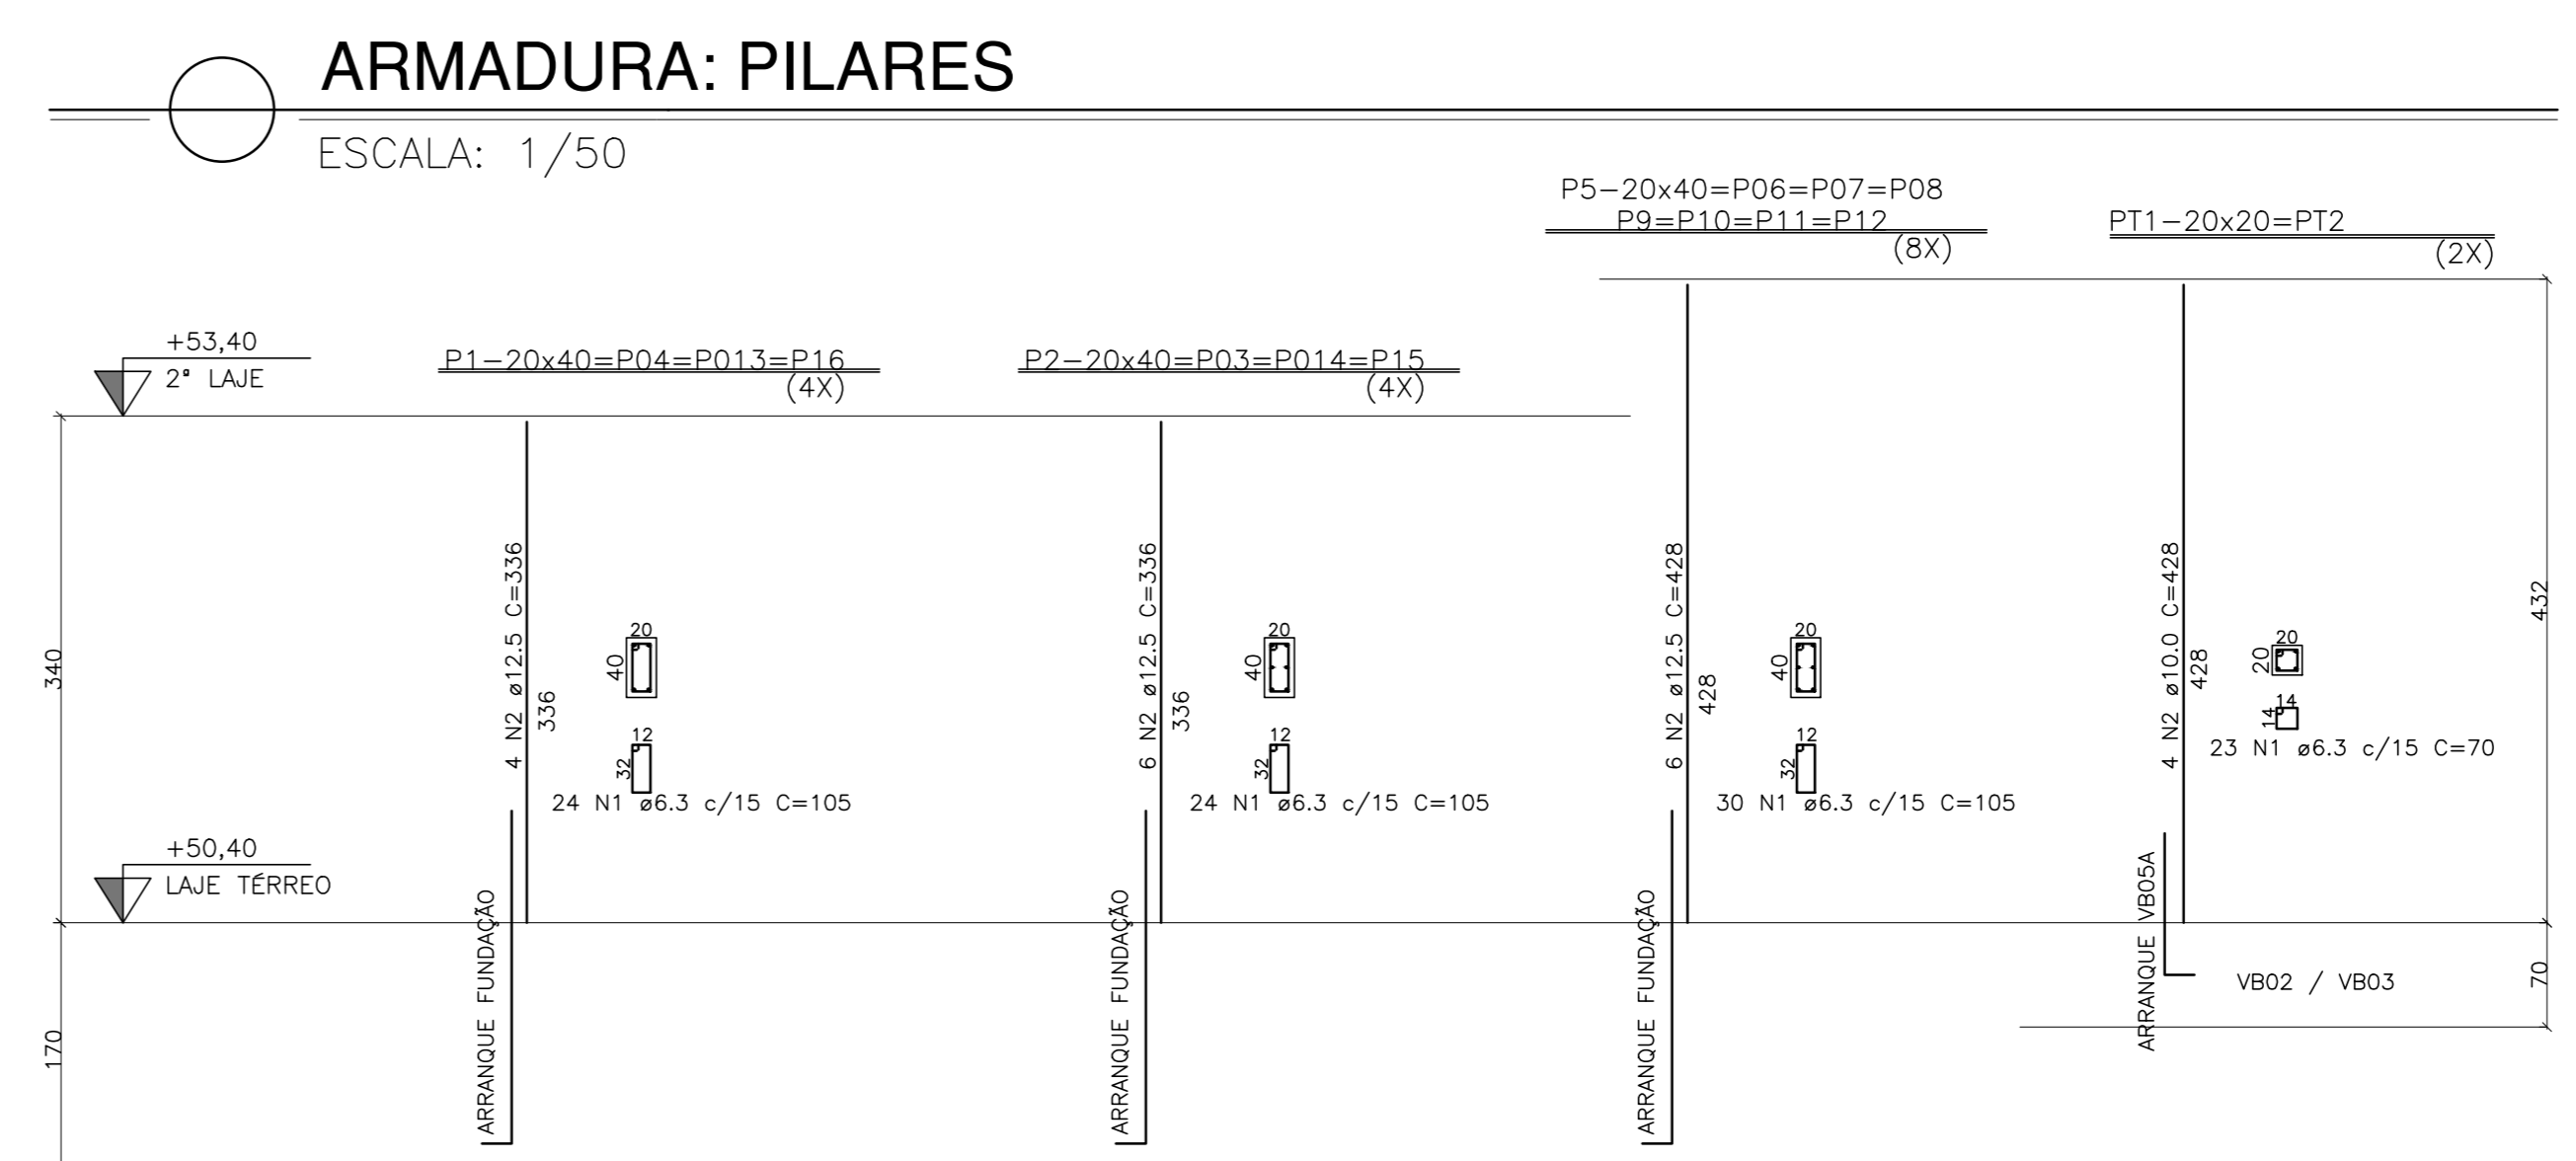 ARMADURA: PILARES
ESCALA: 1/50
P5-20x40=P06=P07=P08
P9=P10=P11=P12
(8X)
PT1-20x20=PT2
(2X)
+53,40
2ª LAJE
P1-20x40=P04=P013=P16
(4X)
P2-20x40=P03=P014=P15
(4X)
340
4 N2 ø12.5 C=336
336
20
40
12
32
24 N1 ø6.3 c/15 C=105
6 N2 ø12.5 C=336
336
20
40
12
32
24 N1 ø6.3 c/15 C=105
6 N2 ø12.5 C=428
428
20
40
12
32
30 N1 ø6.3 c/15 C=105
4 N2 ø10.0 C=428
428
20
20
14
14
23 N1 ø6.3 c/15 C=70
432
+50,40
LAJE TÉRREO
170
ARRANQUE FUNDAÇÃO
ARRANQUE FUNDAÇÃO
ARRANQUE FUNDAÇÃO
ARRANQUE VB05A
VB02 / VB03
70